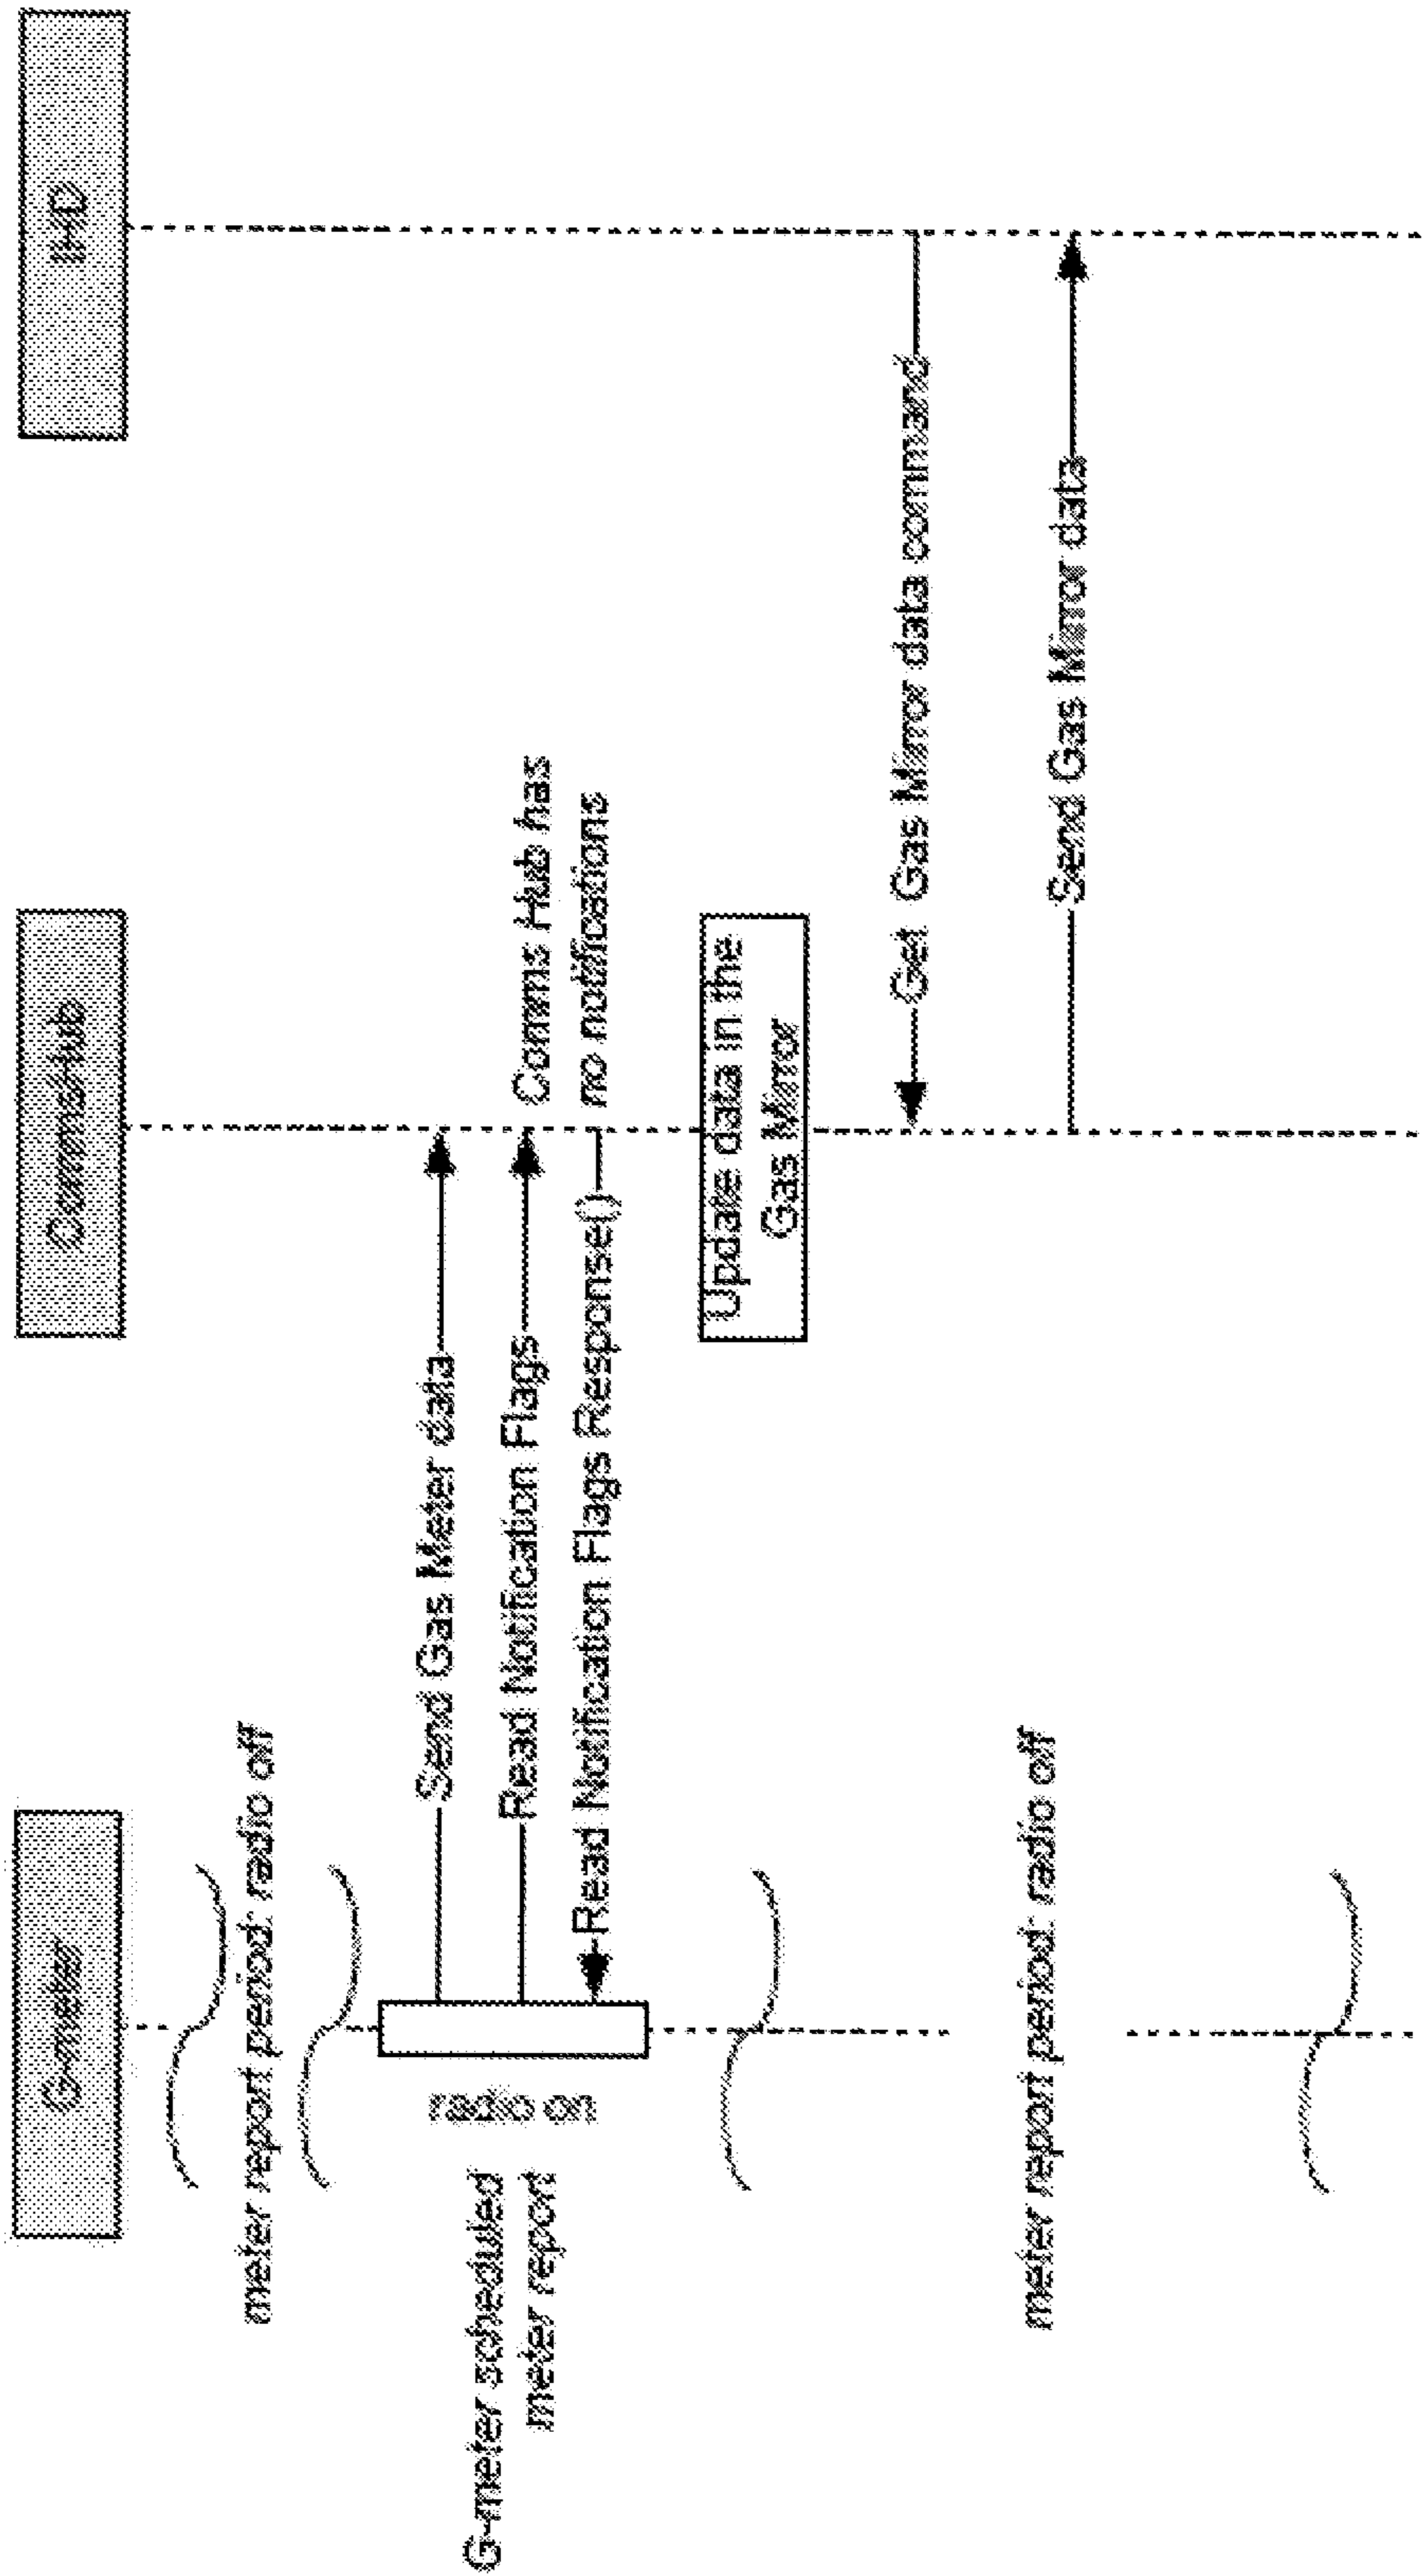 G-meter
CommsHub
IHD
meter report period: radio off
G-meter scheduled
meter report
radio on
Send Gas Meter data
Read Notification Flags
Comms Hub has
no notifications
Read Notification Flags Response()
Update data in the
Gas Mirror
Get Gas Mirror data command
meter report period: radio off
Send Gas Mirror data